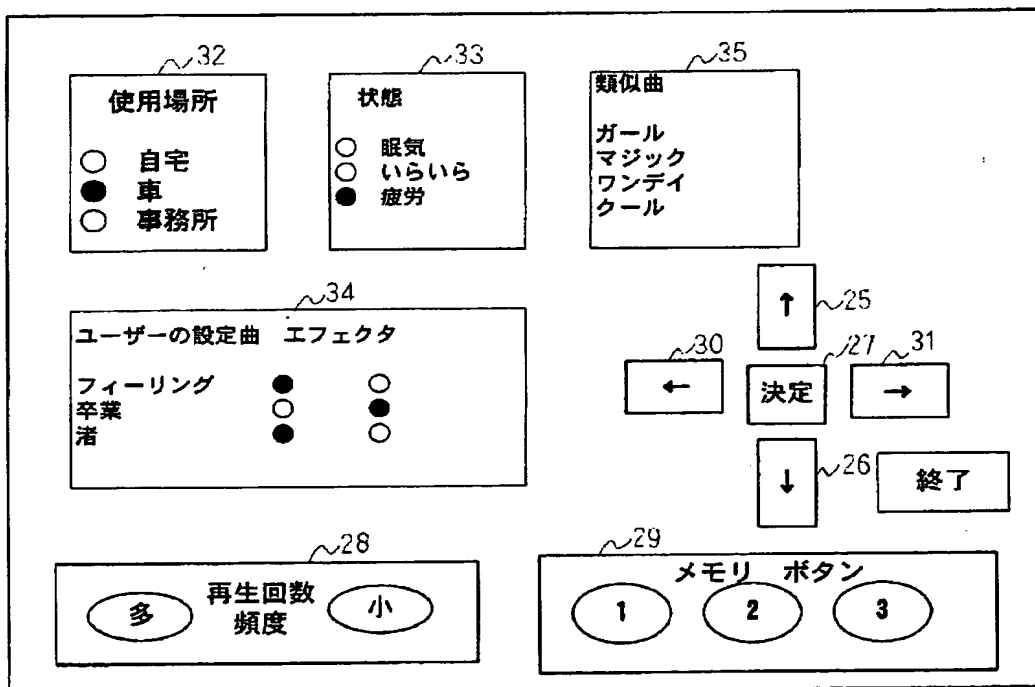 32
使用場所
自宅
車
事務所
33
状態
眠気
いらいら
疲労
35
類似曲
ガール
マジック
ワンデイ
クール
34
ユーザーの設定曲 エフェクタ
フィーリング
卒業
渚
↑
25
30
←
27
決定
31
→
↓
26
終了
28
多
再生回数
頻度
小
29
メモリ ボタン
1
2
3